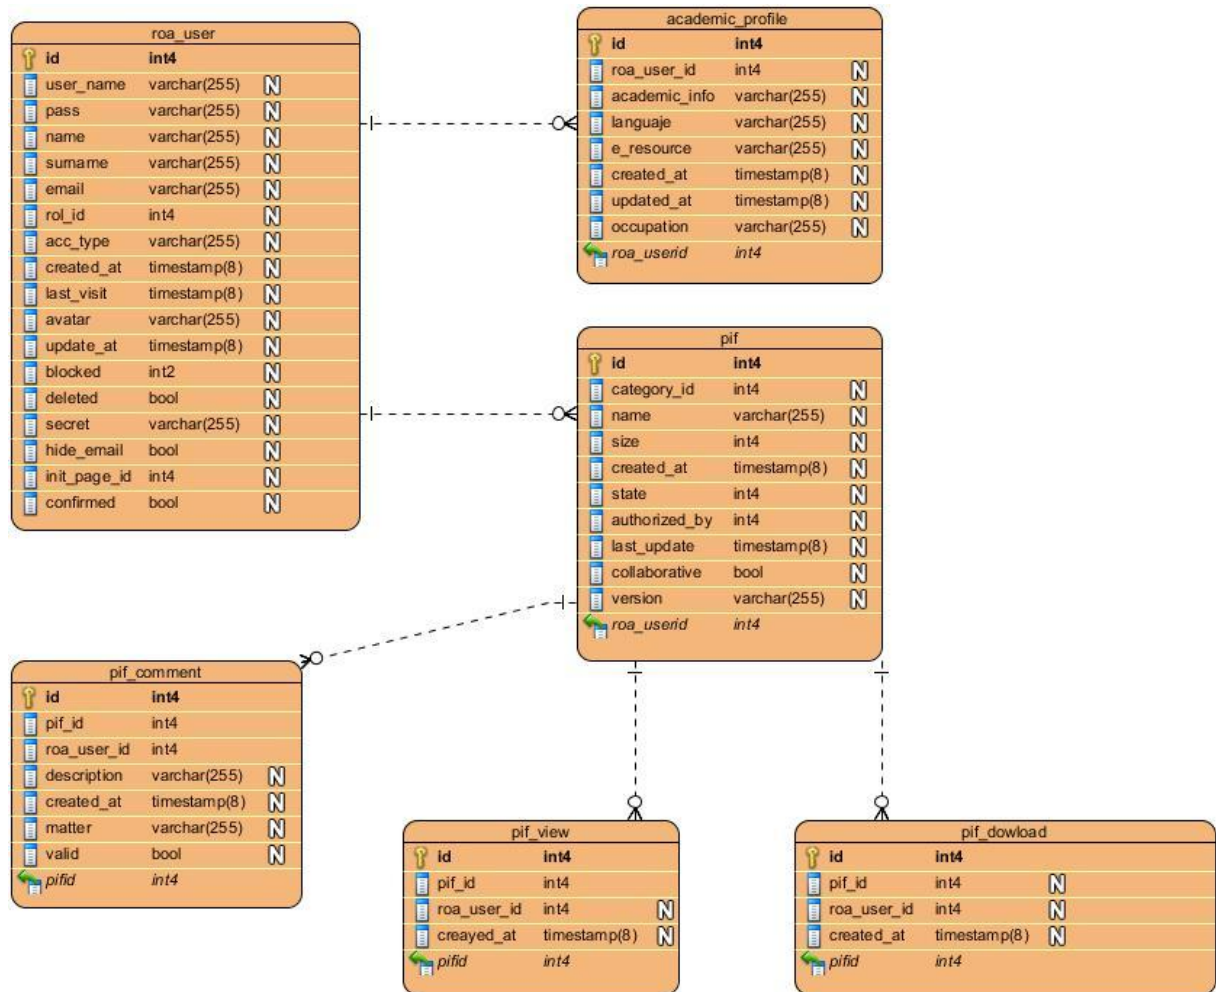 roa_user
id int4
user_name varchar(255) N
pass varchar(255) N
name varchar(255) N
surname varchar(255) N
email varchar(255) N
rol_id int4 N
acc_type varchar(255) N
created_at timestamp(8) N
last_visit timestamp(8) N
avatar varchar(255) N
update_at timestamp(8) N
blocked int2 N
deleted bool N
secret varchar(255) N
hide_email bool N
init_page_id int4 N
confirmed bool N
academic_profile
id int4
roa_user_id int4 N
academic_info varchar(255) N
languaje varchar(255) N
e_resource varchar(255) N
created_at timestamp(8) N
updated_at timestamp(8) N
occupation varchar(255) N
roa_userid int4
pif
id int4
category_id int4 N
name varchar(255) N
size int4 N
created_at timestamp(8) N
state int4 N
authorized_by int4 N
last_update timestamp(8) N
collaborative bool N
version varchar(255) N
roa_userid int4
pif_comment
id int4
pif_id int4
roa_user_id int4
description varchar(255) N
created_at timestamp(8) N
matter varchar(255) N
valid bool N
pifid int4
pif_view
id int4
pif_id int4
roa_user_id int4 N
creayed_at timestamp(8) N
pifid int4
pif_dowload
id int4
pif_id int4 N
roa_user_id int4 N
created_at timestamp(8) N
pifid int4